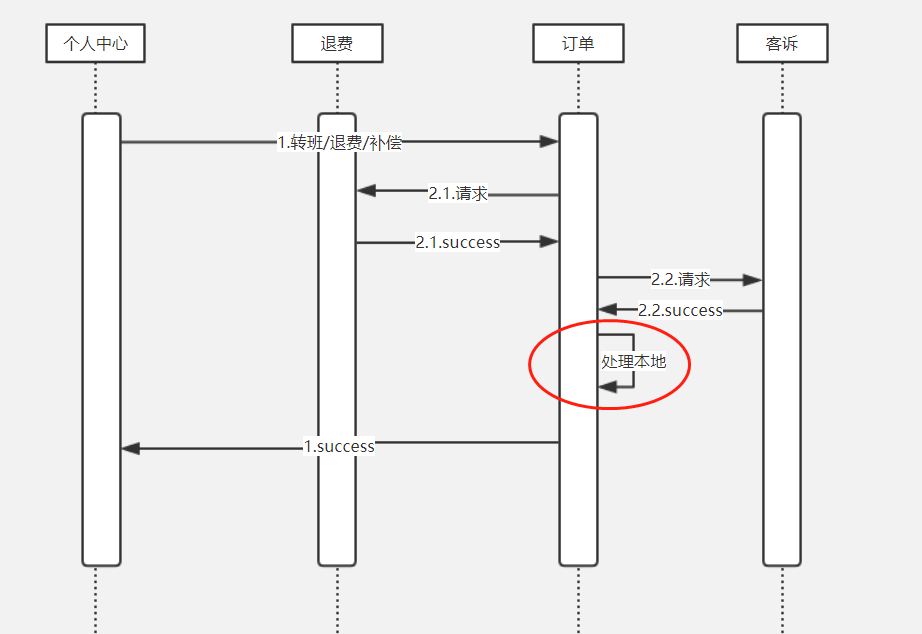 个人中心
退费
订单
客诉
1.转班/退费/补偿
2.1.请求
2.1.success
2.2.请求
2.2.success
处理本地
1.success